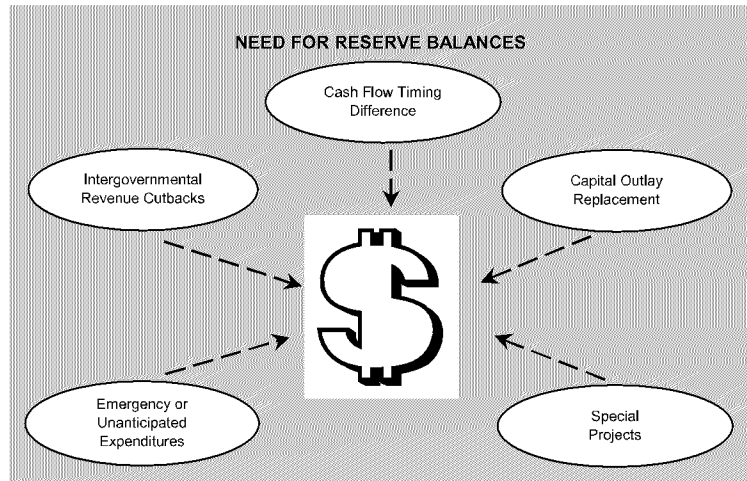 NEED FOR RESERVE BALANCES
Cash Flow Timing
Difference
Intergovernmental
Revenue Cutbacks
Capital Outlay
Replacement
$
Emergency or
Unanticipated
Expenditures
Special
Projects